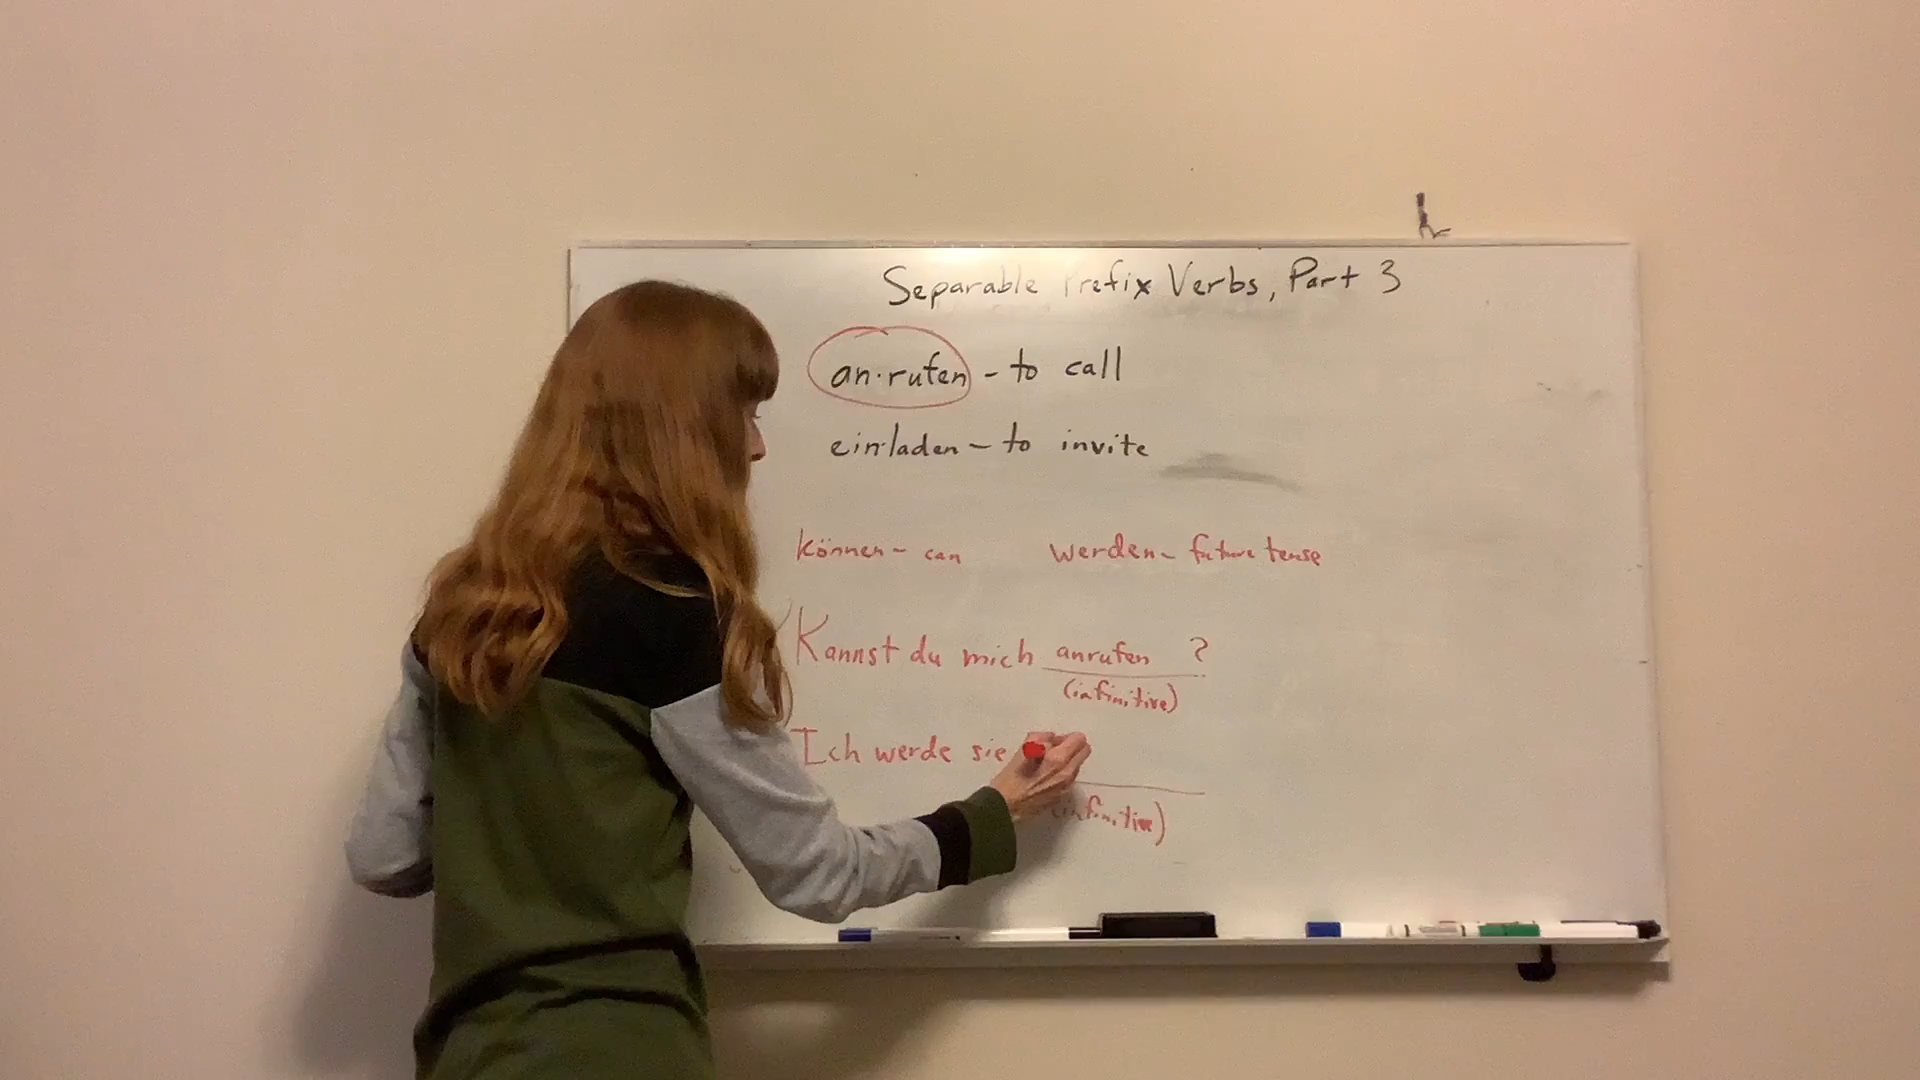 Separable Prefix Verbs, Part 3
an·rufen - to call
ein·laden - to invite
können - can werden - future tense
Kannst du mich anrufen ?
(infinitive)
Ich werde sie
(infinitive)